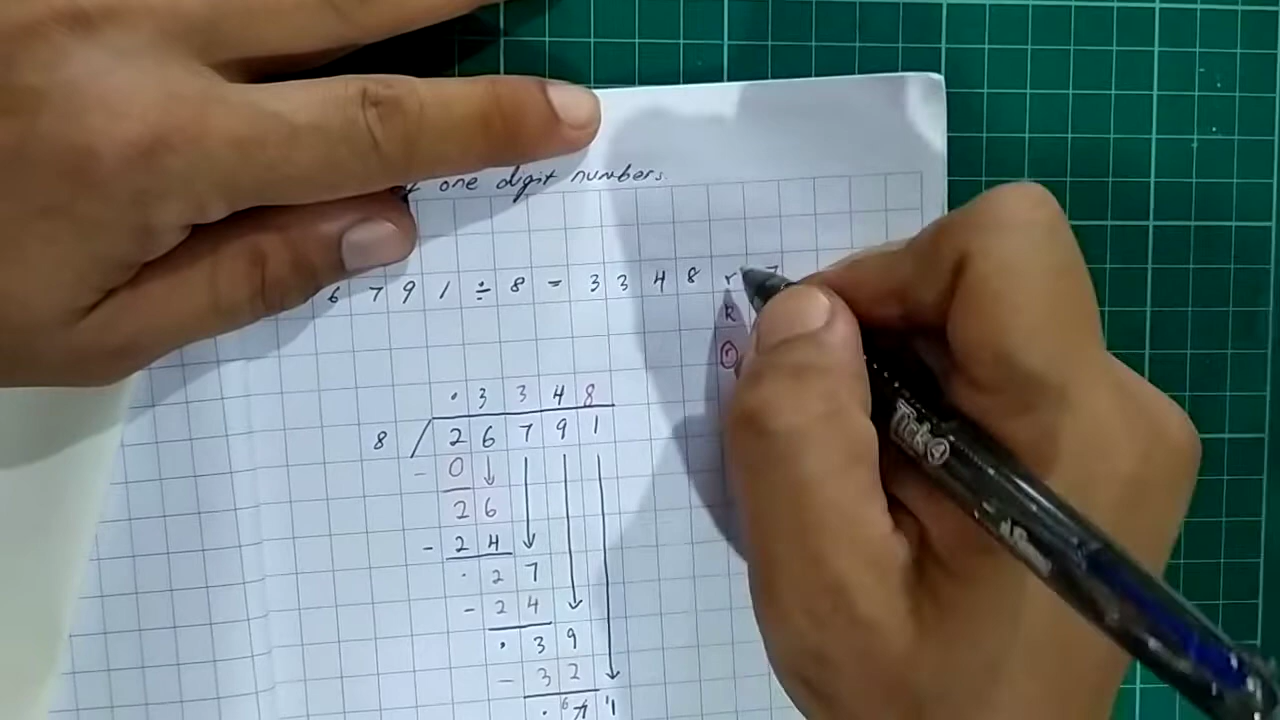 one digit numbers.
6 7 9 1 ÷ 8 = 3 3 4 8 r 7
R
r
. 3 3 4 8
8 / 2 6 7 9 1
- 0
2 6
- 2 4
. 2 7
- 2 4
. 3 9
- 3 2